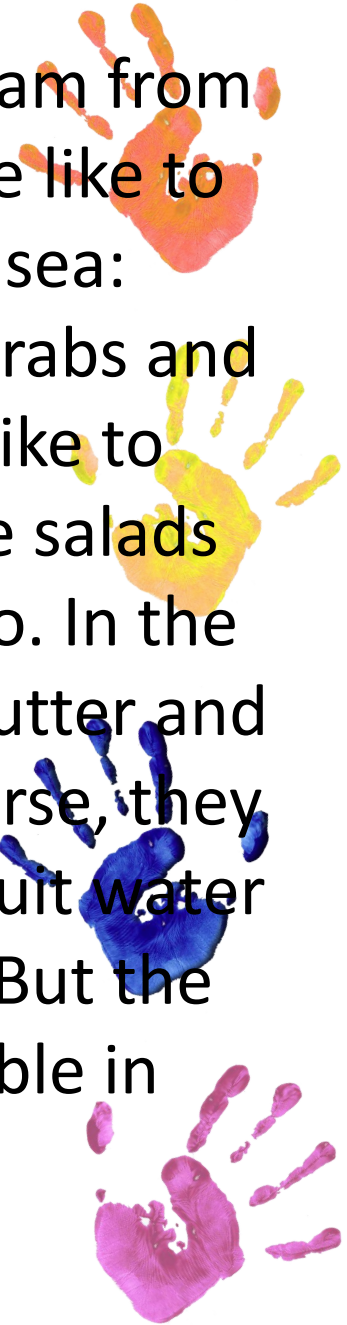 am from
e like to
sea:
rabs and
ike to
e salads
o. In the
utter and
rse, they
uit water
But the
ble in